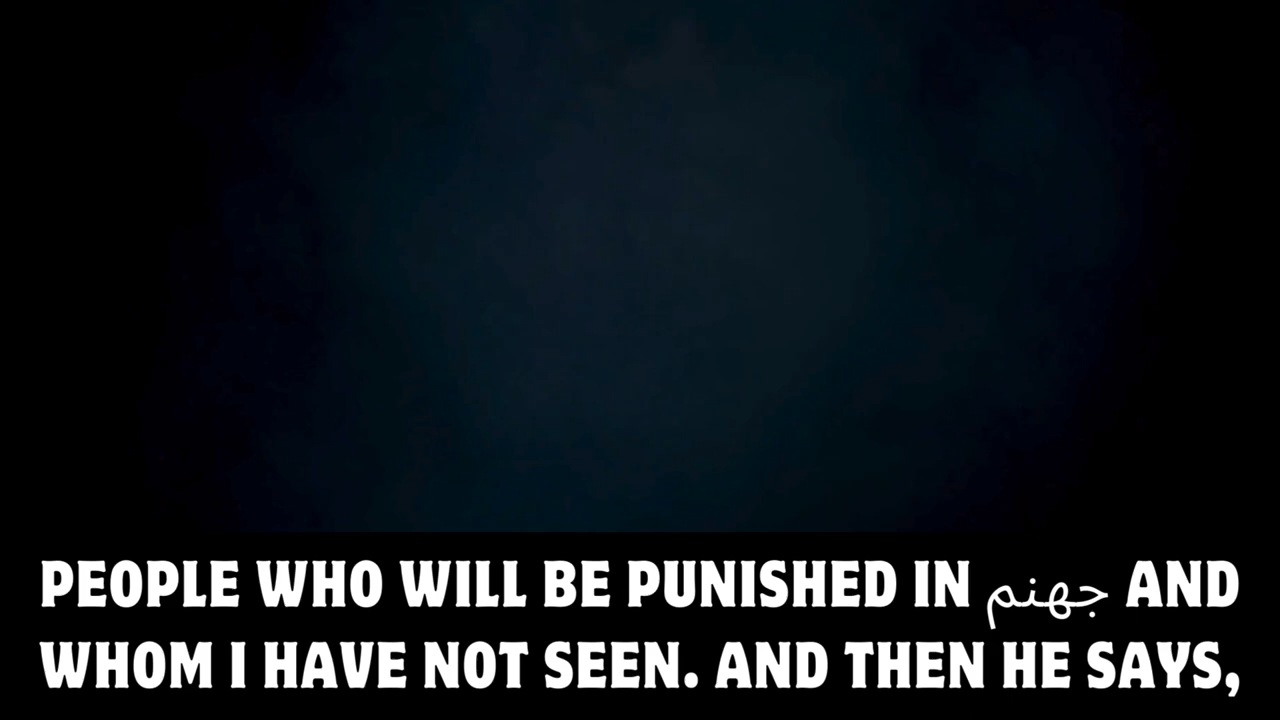 PEOPLE WHO WILL BE PUNISHED IN جهنم AND
WHOM I HAVE NOT SEEN. AND THEN HE SAYS,